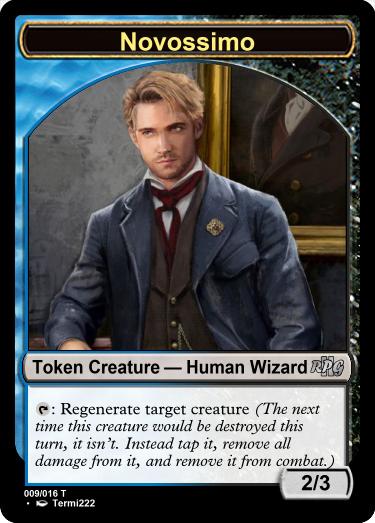 Novossimo
Token Creature — Human Wizard RPG
: Regenerate target creature (The next
time this creature would be destroyed this
turn, it isn't. Instead tap it, remove all
damage from it, and remove it from combat.)
2/3
009/016 T
• Termi222